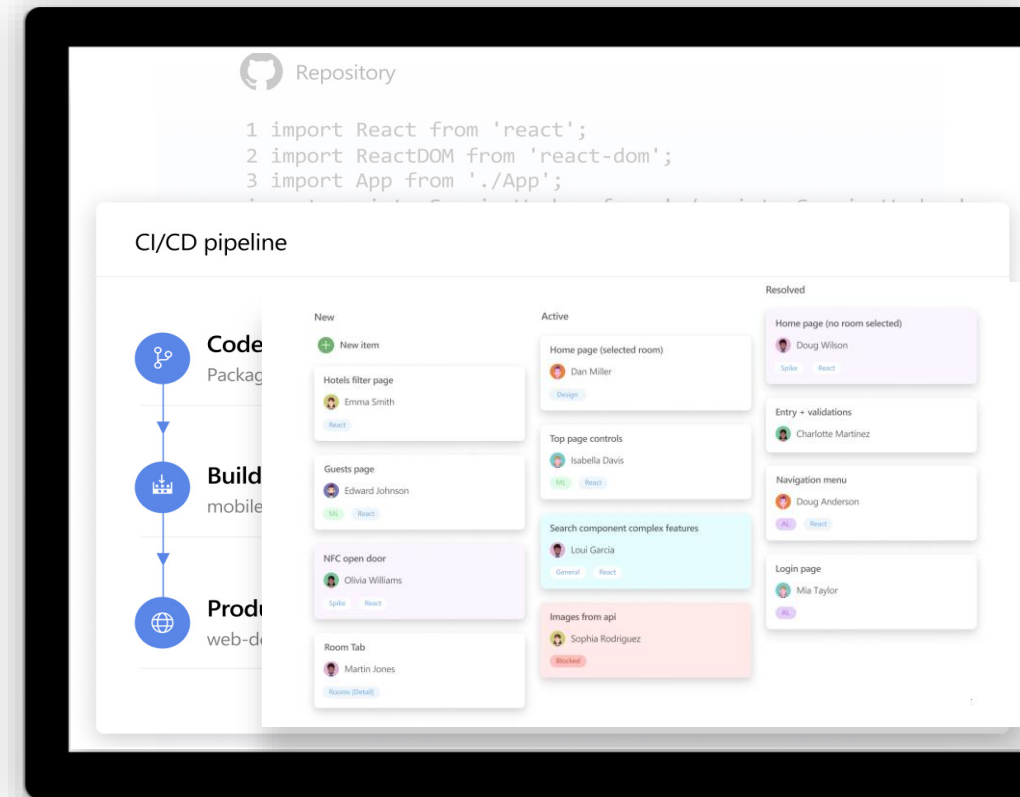 Repository
1 import React from 'react';
2 import ReactDOM from 'react-dom';
3 import App from './App';
CI/CD pipeline
Code
Build
mobile
New
New item
Hotels filter page
Emma Smith
React
Guests page
Edward Johnson
ML React
NFC open door
Olivia Williams
Spike React
Room Tab
Martin Jones
Rooms (Detail)
Active
Home page (selected room)
Dan Miller
Design
Top page controls
Isabella Davis
ML React
Search component complex features
Loui Garcia
General React
Images from api
Sophia Rodriguez
Blocked
Resolved
Home page (no room selected)
Doug Wilson
Spike React
Entry + validations
Charlotte Martinez
Navigation menu
Doug Anderson
AL React
Login page
Mia Taylor
AL